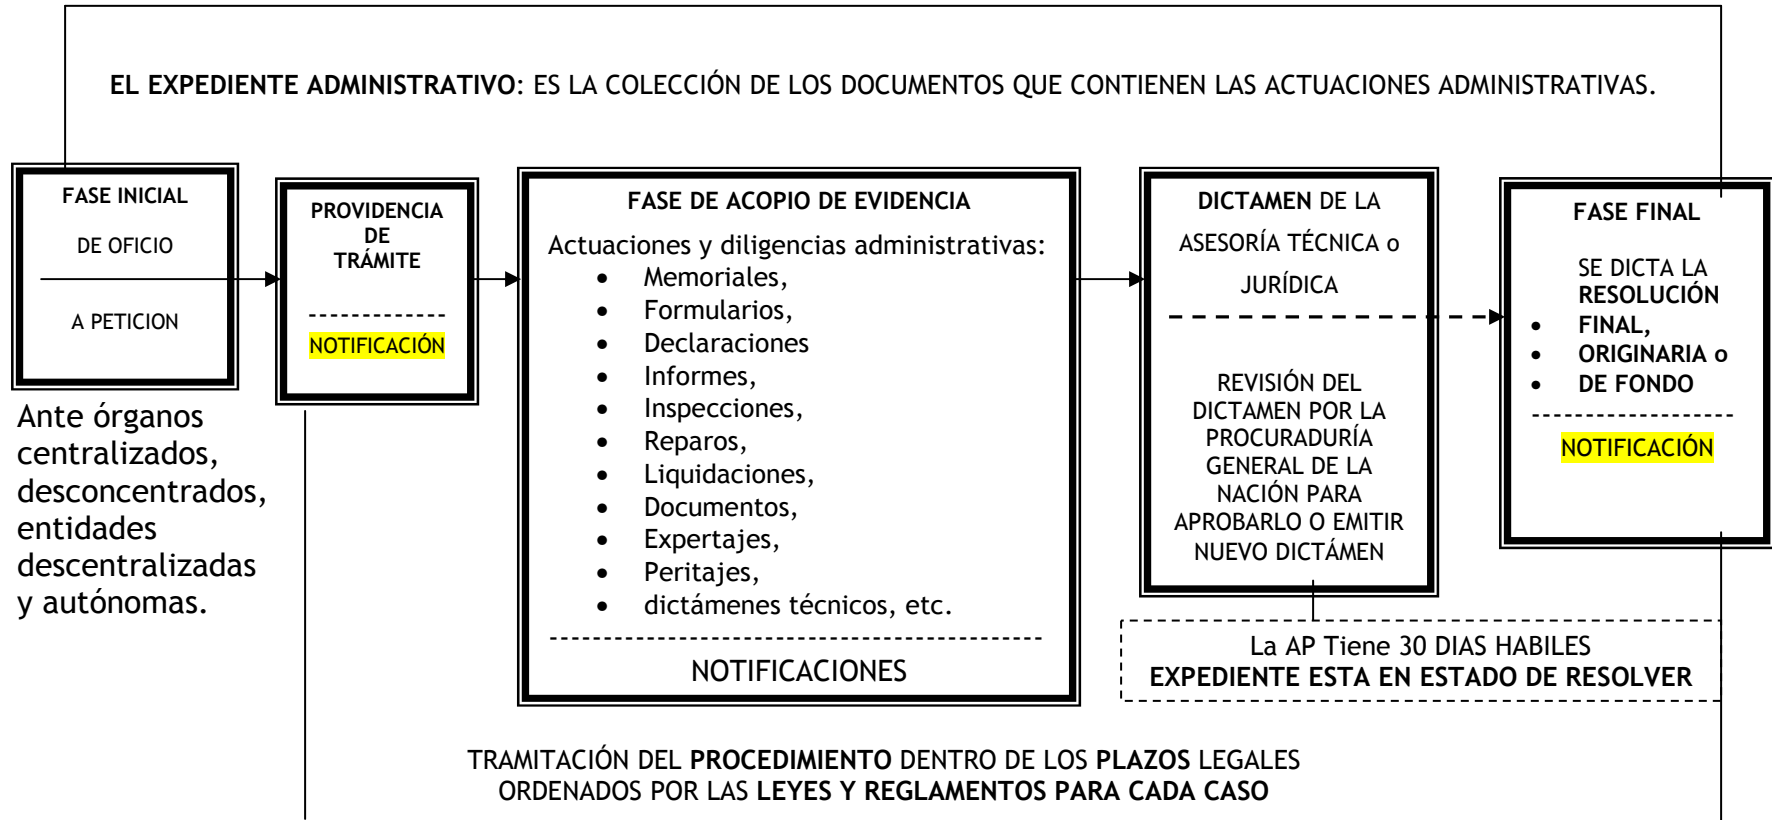 EL EXPEDIENTE ADMINISTRATIVO: ES LA COLECCIÓN DE LOS DOCUMENTOS QUE CONTIENEN LAS ACTUACIONES ADMINISTRATIVAS.
FASE INICIAL
DE OFICIO
A PETICION
Ante órganos
centralizados,
desconcentrados,
entidades
descentralizadas
y autónomas.
PROVIDENCIA
DE
TRÁMITE
NOTIFICACIÓN
FASE DE ACOPIO DE EVIDENCIA
Actuaciones y diligencias administrativas:
• Memoriales,
• Formularios,
• Declaraciones
• Informes,
• Inspecciones,
• Reparos,
• Liquidaciones,
• Documentos,
• Expertajes,
• Peritajes,
• dictámenes técnicos, etc.
NOTIFICACIONES
DICTAMEN DE LA
ASESORÍA TÉCNICA o
JURÍDICA
REVISIÓN DEL
DICTAMEN POR LA
PROCURADURÍA
GENERAL DE LA
NACIÓN PARA
APROBARLO O EMITIR
NUEVO DICTÁMEN
La AP Tiene 30 DIAS HABILES
EXPEDIENTE ESTA EN ESTADO DE RESOLVER
FASE FINAL
SE DICTA LA
RESOLUCIÓN
• FINAL,
• ORIGINARIA o
• DE FONDO
NOTIFICACIÓN
TRAMITACIÓN DEL PROCEDIMIENTO DENTRO DE LOS PLAZOS LEGALES
ORDENADOS POR LAS LEYES Y REGLAMENTOS PARA CADA CASO